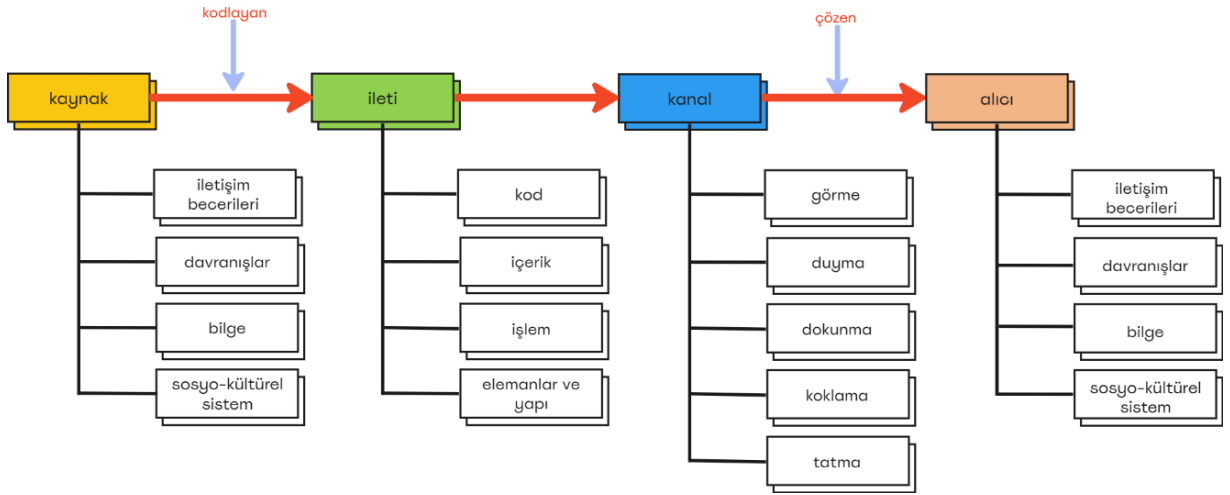 kodlayan
çözen
kaynak
ileti
kanal
alıcı
iletişim
becerileri
davranışlar
bilge
sosyo-kültürel
sistem
kod
içerik
işlem
elemanlar ve
yapı
görme
duyma
dokunma
koklama
tatma
iletişim
becerileri
davranışlar
bilge
sosyo-kültürel
sistem